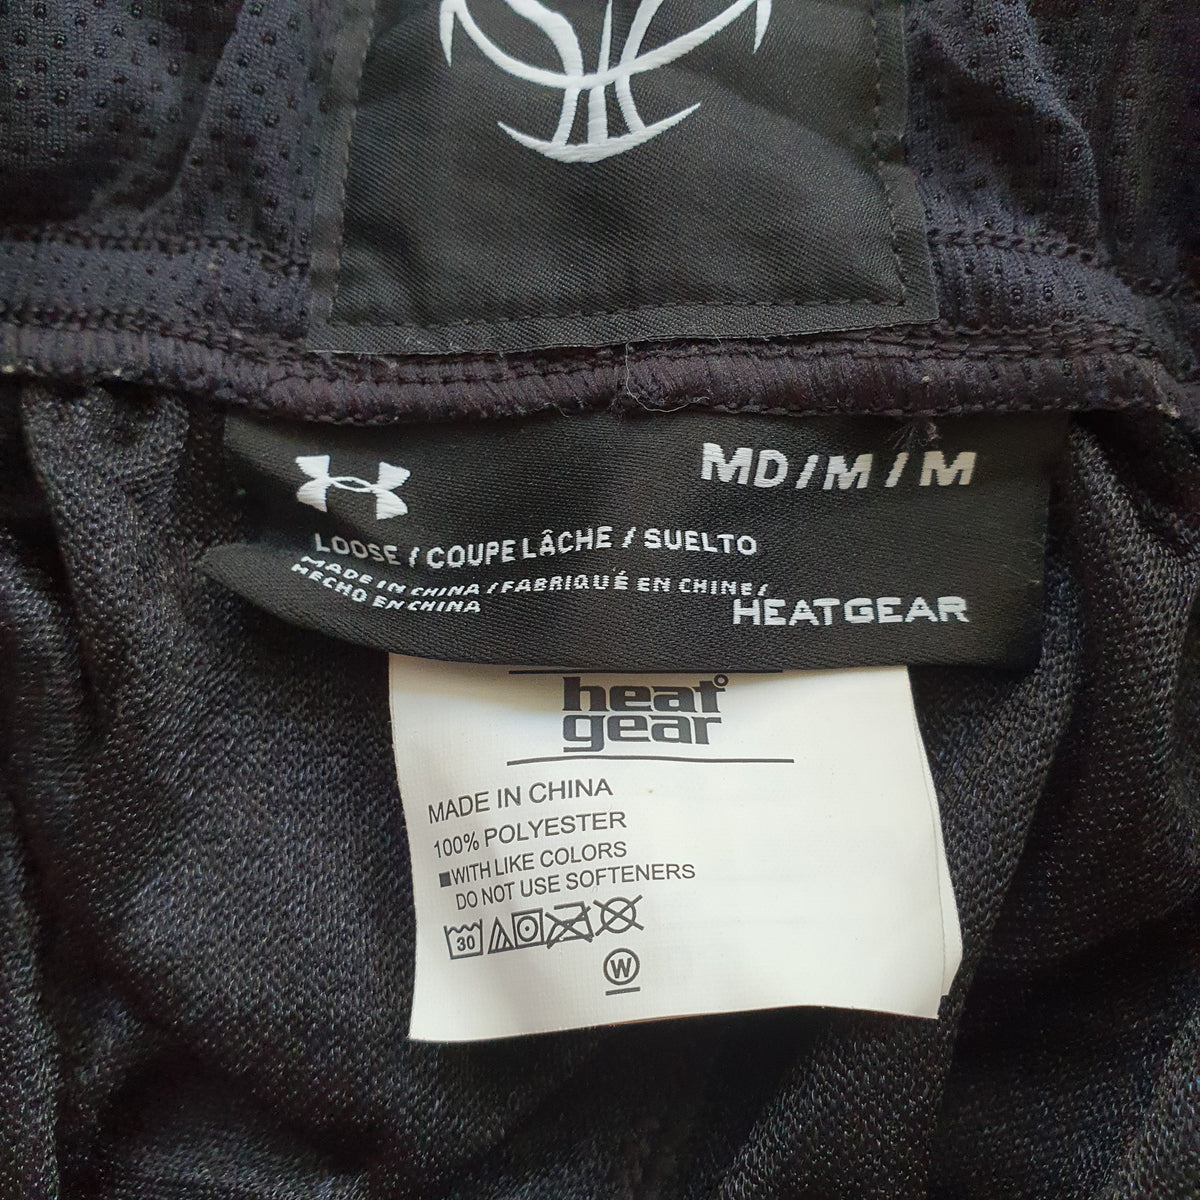 MD/M/M
LOOSE / COUPE LÂCHE / SUELTO
MADE IN CHINA / FABRIQUÉ EN CHINE /
HECHO EN CHINA
HEATGEAR
heat
gear
MADE IN CHINA
100% POLYESTER
■WITH LIKE COLORS
DO NOT USE SOFTENERS
30
W